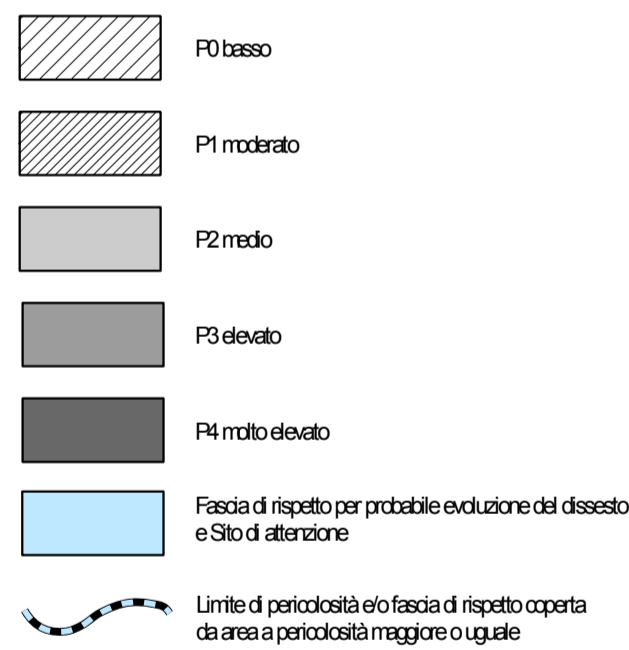 P0 basso
P1 moderato
P2 medio
P3 elevato
P4 molto elevato
Fascia di rispetto per probabile evoluzione del dissesto
e Sito di attenzione
Limite di pericolosità e/o fascia di rispetto coperta
da area a pericolosità maggiore o uguale